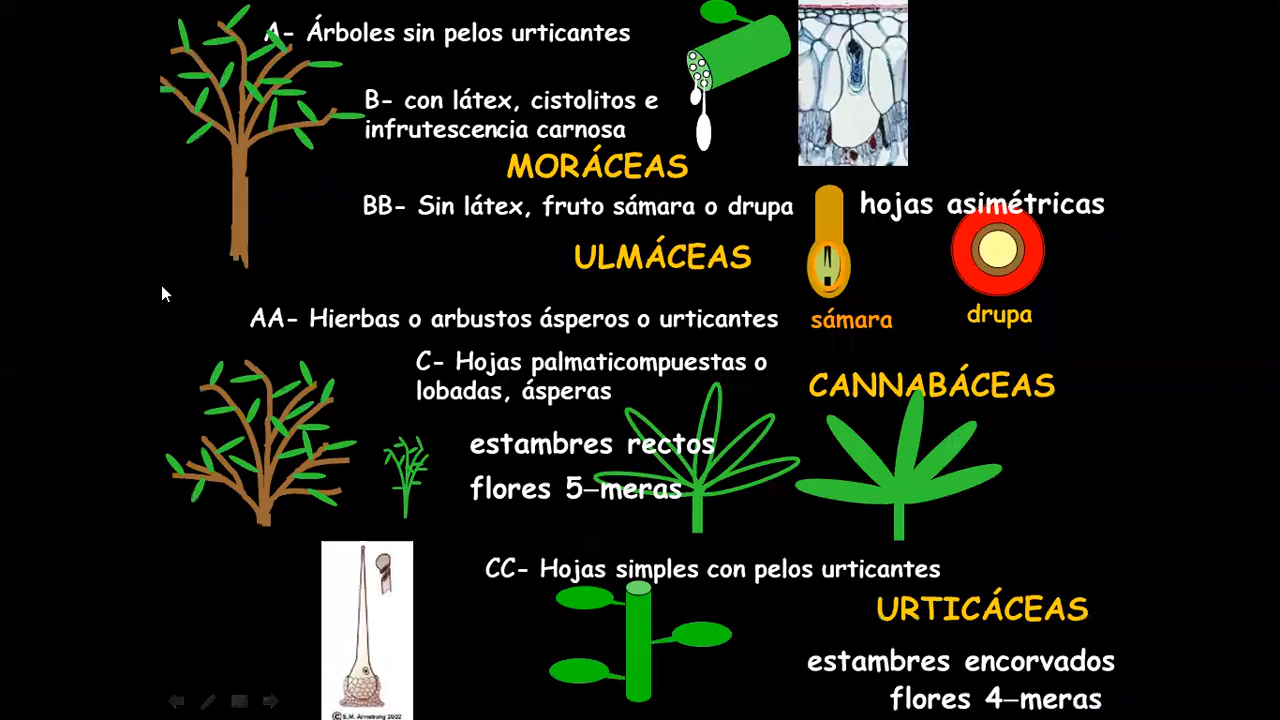 A- Árboles sin pelos urticantes
B- con látex, cistolitos e
infrutescencia carnosa
MORÁCEAS
BB- Sin látex, fruto sámara o drupa
hojas asimétricas
ULMÁCEAS
sámara
drupa
AA- Hierbas o arbustos ásperos o urticantes
C- Hojas palmaticompuestas o
lobadas, ásperas
CANNABÁCEAS
estambres rectos
flores 5–meras
CC- Hojas simples con pelos urticantes
URTICÁCEAS
estambres encorvados
flores 4–meras
© E.M. Armstrong 2002